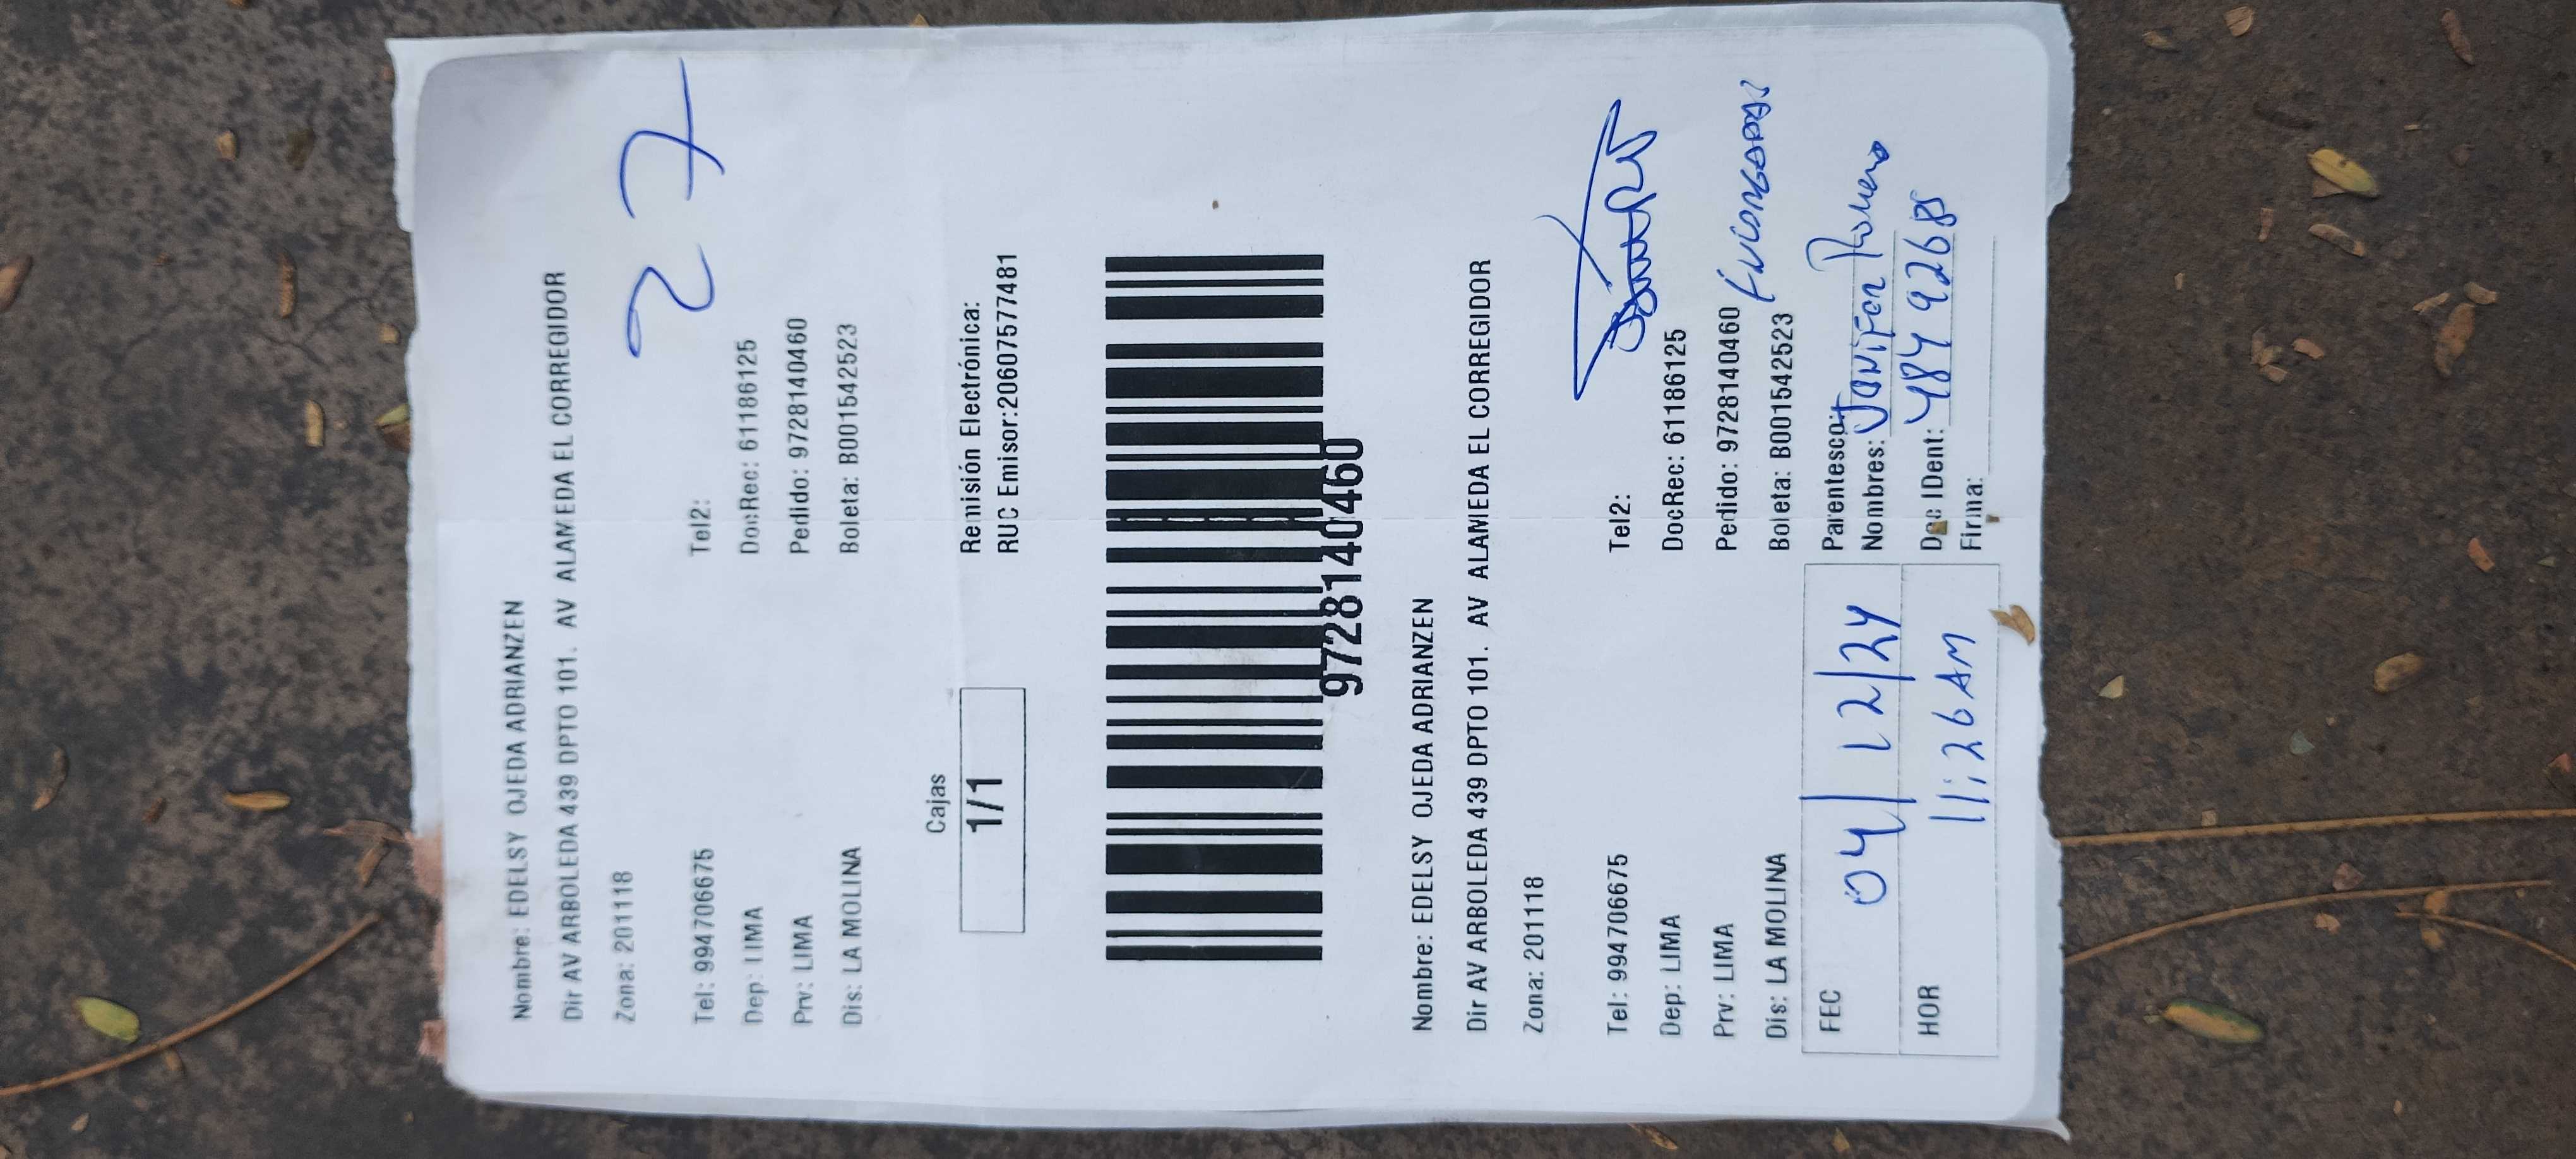 Nombre: EDELSY OJEDA ADRIANZEN
Dir AV ARBOLEDA 439 DPTO 101. AV ALAMEDA EL CORREGIDOR
Zona: 201118
27
Tel: 994706675 Tel2:
Dep: LIMA DocRec: 61186125
Prv: LIMA Pedido: 9728140460
Dis: LA MOLINA Boleta: B001542523
Cajas
1/1
Remisión Electrónica:
RUC Emisor:20607577481
9728140460
Nombre: EDELSY OJEDA ADRIANZEN
Dir AV ARBOLEDA 439 DPTO 101. AV ALAMEDA EL CORREGIDOR
Zona: 201118
Tel: 994706675 Tel2:
Dep: LIMA DocRec: 61186125
Prv: LIMA Pedido: 9728140460
Dis: LA MOLINA Boleta: B001542523
FEC 04/12/24
HOR 11:26 AM
Parentesco:
Nombres: Romero
Doc IDent:
Firma: